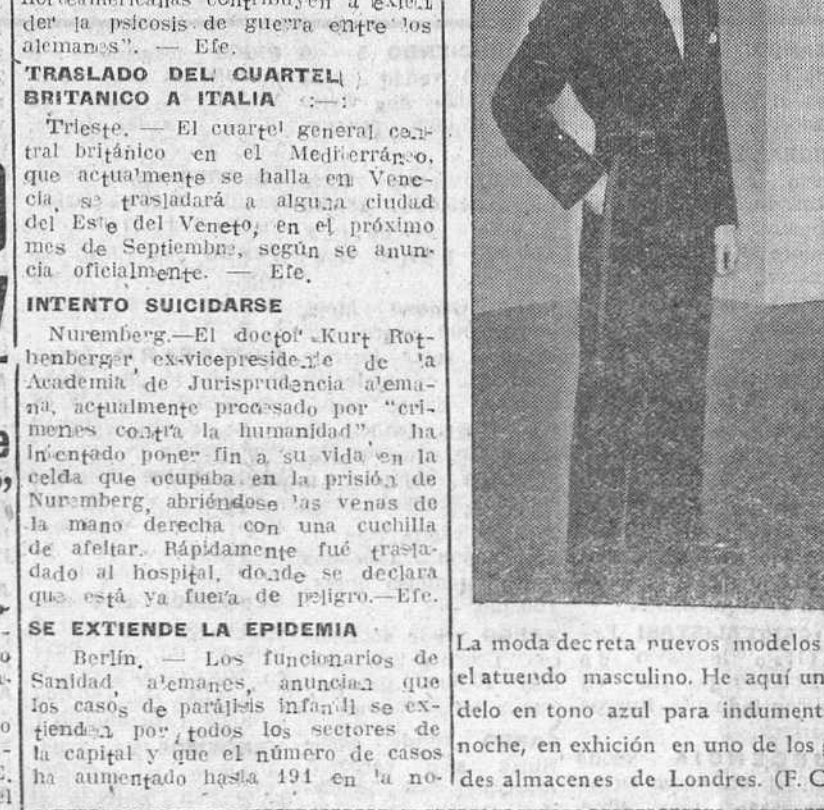 norteamericanas contribuyen a exten
der la psicosis de guerra entre los
alemanes". — Efe.
TRASLADO DEL CUARTEL
BRITANICO A ITALIA :—:
Trieste. — El cuartel general cen-
tral británico en el Mediterráneo,
que actualmente se halla en Vene-
cia, se trasladará a alguna ciudad
del Este del Veneto, en el próximo
mes de Septiembre, según se anun-
cia oficialmente. — Efe.
INTENTO SUICIDARSE
Nuremberg.—El doctor Kurt Rot-
henberger, ex-vicepresidente de la
Academia de Jurisprudencia alema-
na, actualmente procesado por "crí-
menes contra la humanidad", ha
intentado poner fin a su vida en la
celda que ocupaba en la prisión de
Nuremberg, abriéndose las venas de
la mano derecha con una cuchilla
de afeitar. Rápidamente fué trasla-
dado al hospital, donde se declara
que está ya fuera de peligro.—Efe.
SE EXTIENDE LA EPIDEMIA
Berlín. — Los funcionarios de
Sanidad, alemanes, anuncian que
los casos de parálisis infantil se ex-
tienden por todos los sectores de
la capital y que el número de casos
ha aumentado hasta 191 en la no-
La moda decreta nuevos modelos
el atuendo masculino. He aquí un
delo en tono azul para indument
noche, en exhición en uno de los
des almacenes de Londres. (F. C